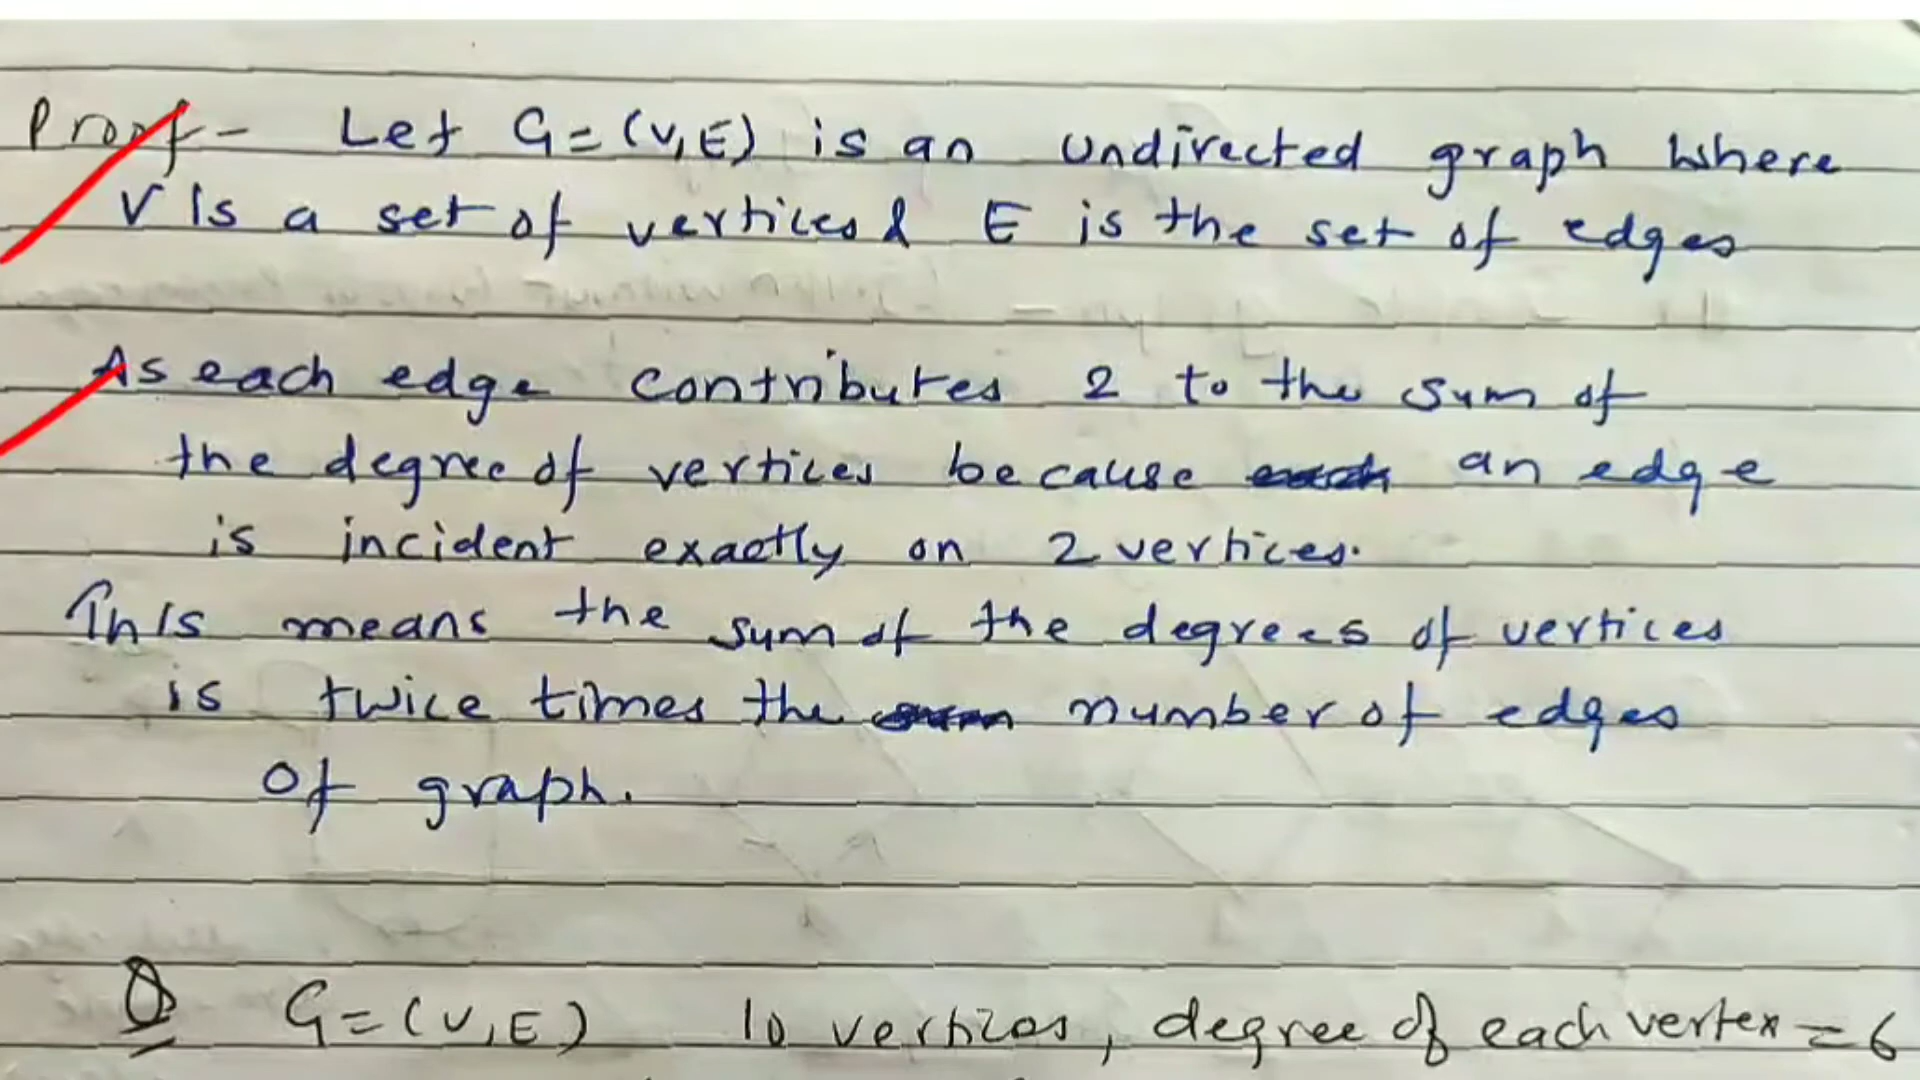 Proof - Let G=(V,E) is an undirected graph where
V is a set of vertices & E is the set of edges
As each edge contributes 2 to the sum of
the degree of vertices because an edge
is incident exactly on 2 vertices.
This means the sum of the degrees of vertices
is twice times the number of edges
of graph.
Q G=(V,E) 10 vertices, degree of each vertex = 6